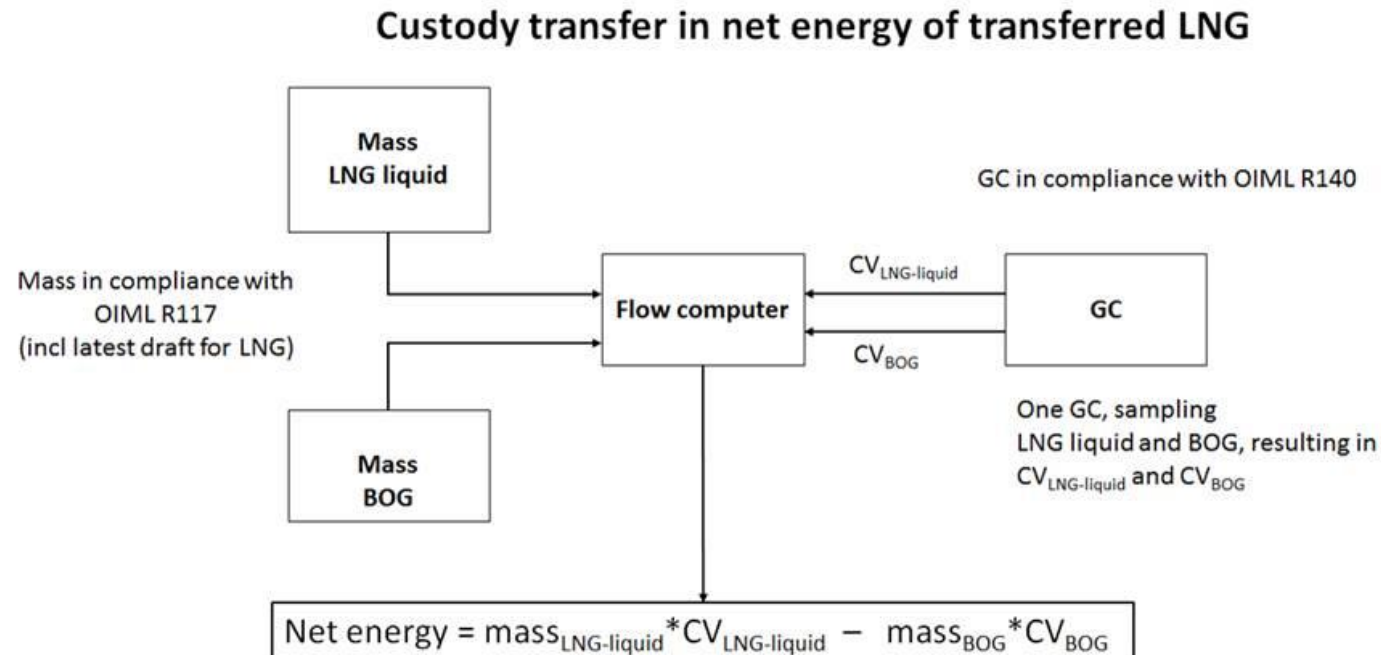 Custody transfer in net energy of transferred LNG
Mass
LNG liquid
GC in compliance with OIML R140
Mass in compliance with
OIML R117
(incl latest draft for LNG)
Flow computer
CVLNG-liquid
GC
CVBOG
Mass
BOG
One GC, sampling
LNG liquid and BOG, resulting in
CVLNG-liquid and CVBOG
Net energy = massLNG-liquid*CVLNG-liquid – massBOG*CVBOG